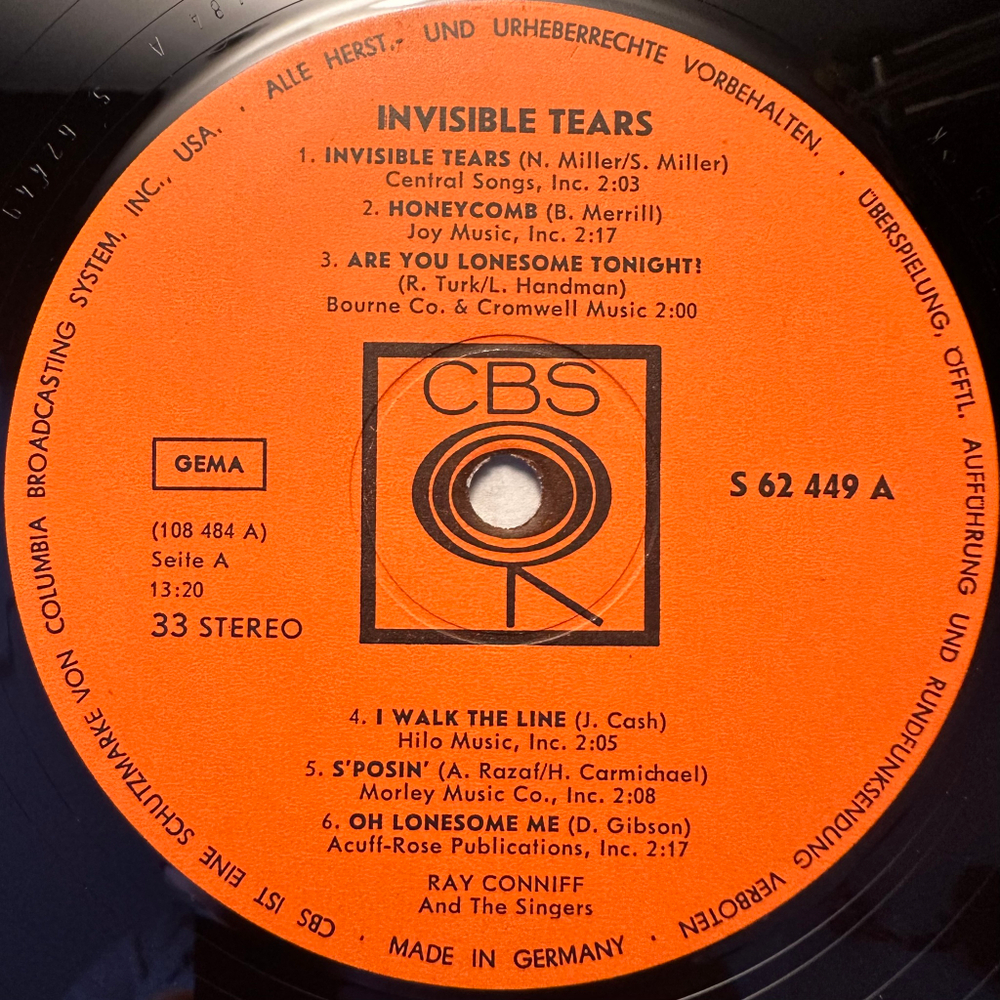 ALLE HERST.- UND URHEBERRECHTE VORBEHALTEN. · ÜBERSPIELUNG, ÖFFTL. AUFFÜHRUNG UND RUNDFUNKSENDUNG VERBOTEN · MADE IN GERMANY · CBS IST EINE SCHUTZMARKE VON COLUMBIA BROADCASTING SYSTEM, INC., USA. ·
INVISIBLE TEARS
1. INVISIBLE TEARS (N. Miller/S. Miller)
Central Songs, Inc. 2:03
2. HONEYCOMB (B. Merrill)
Joy Music, Inc. 2:17
3. ARE YOU LONESOME TONIGHT?
(R. Turk/L. Handman)
Bourne Co. & Cromwell Music 2:00
CBS
GEMA
S 62 449 A
(108 484 A)
Seite A
13:20
33 STEREO
4. I WALK THE LINE (J. Cash)
Hilo Music, Inc. 2:05
5. S'POSIN' (A. Razaf/H. Carmichael)
Morley Music Co., Inc. 2:08
6. OH LONESOME ME (D. Gibson)
Acuff-Rose Publications, Inc. 2:17
RAY CONNIFF
And The Singers